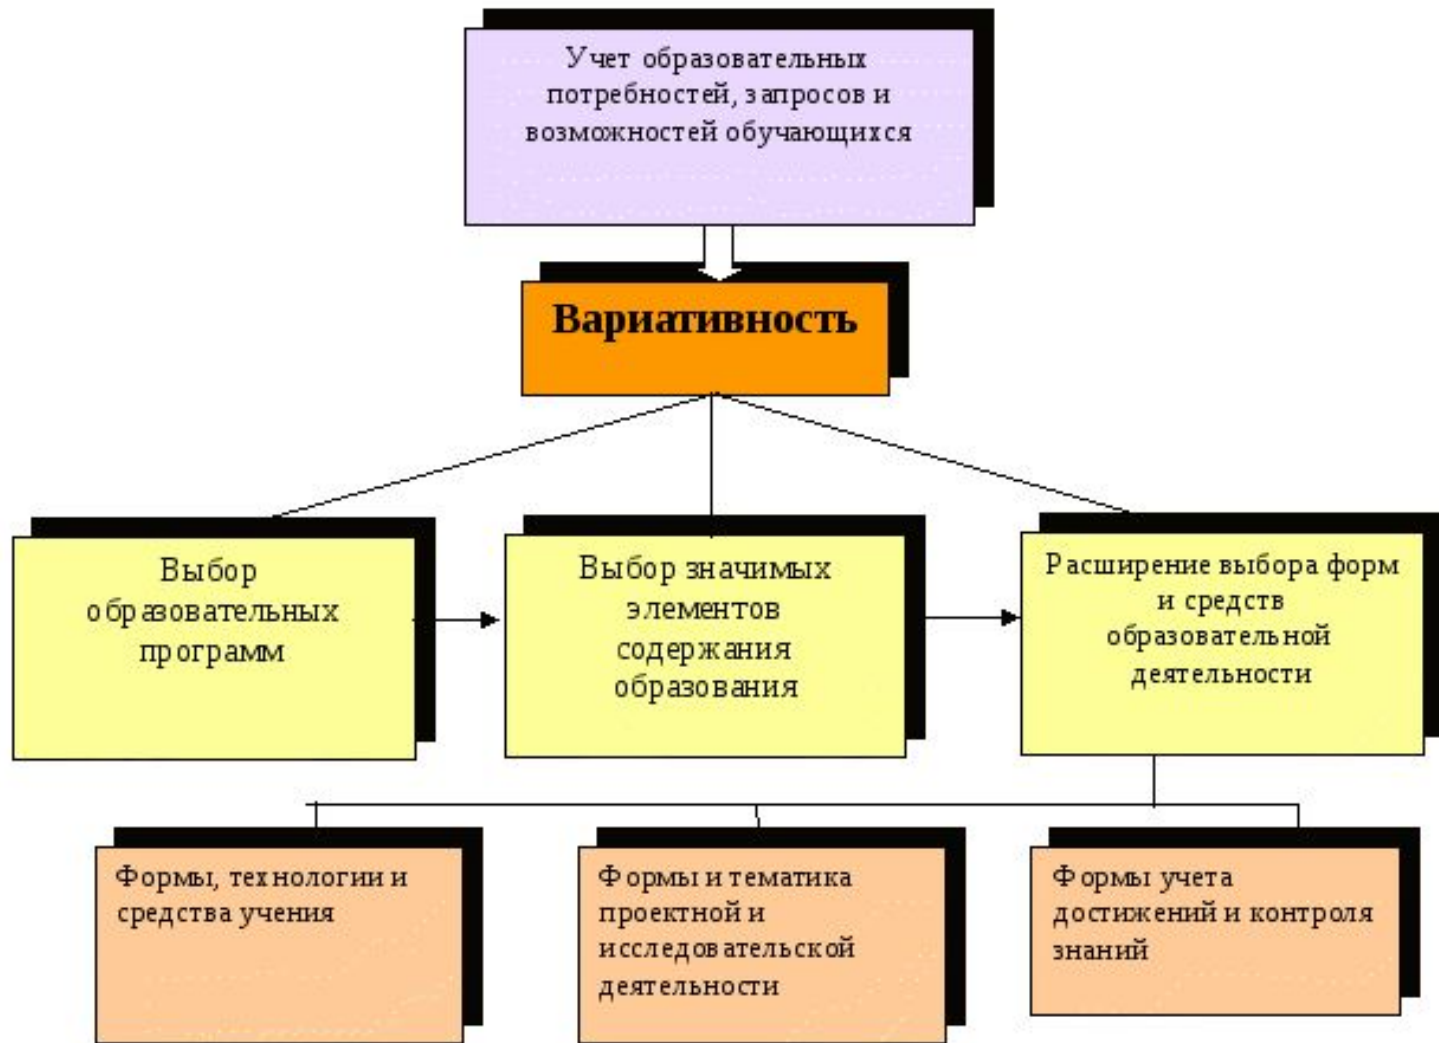 Учет образовательных
потребностей, запросов и
возможностей обучающихся
Вариативность
Выбор
образовательных
программ
Выбор значимых
элементов
содержания
образования
Расширение выбора форм
и средств
образовательной
деятельности
Формы, технологии и
средства учения
Формы и тематика
проектной и
исследовательской
деятельности
Формы учета
достижений и контроля
знаний